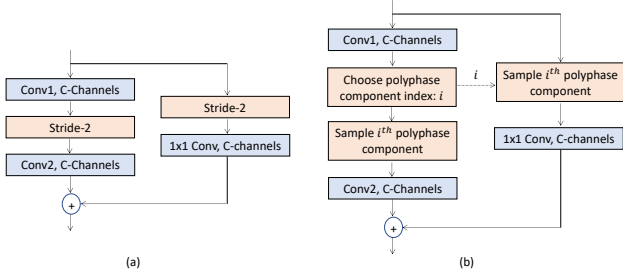 Conv1, C-Channels
Stride-2
Stride-2
Conv2, C-Channels
1x1 Conv, C-channels
+
(a)
Conv1, C-Channels
Choose polyphase
component index: i
i
Sample i^th polyphase
component
Sample i^th polyphase
component
1x1 Conv, C-channels
Conv2, C-Channels
+
(b)